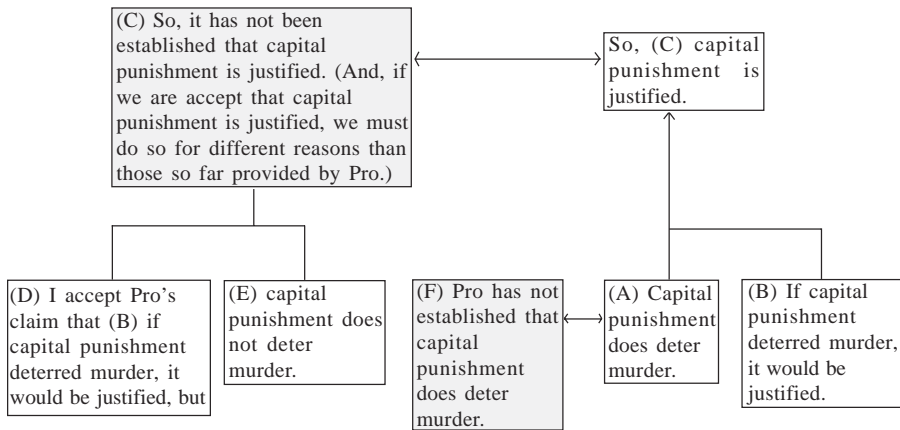 (C) So, it has not been
established that capital
punishment is justified. (And, if
we are accept that capital
punishment is justified, we must
do so for different reasons than
those so far provided by Pro.)
So, (C) capital
punishment is
justified.
(D) I accept Pro's
claim that (B) if
capital punishment
deterred murder, it
would be justified, but
(E) capital
punishment does
not deter
murder.
(F) Pro has not
established that
capital
punishment
does deter
murder.
(A) Capital
punishment
does deter
murder.
(B) If capital
punishment
deterred murder,
it would be
justified.